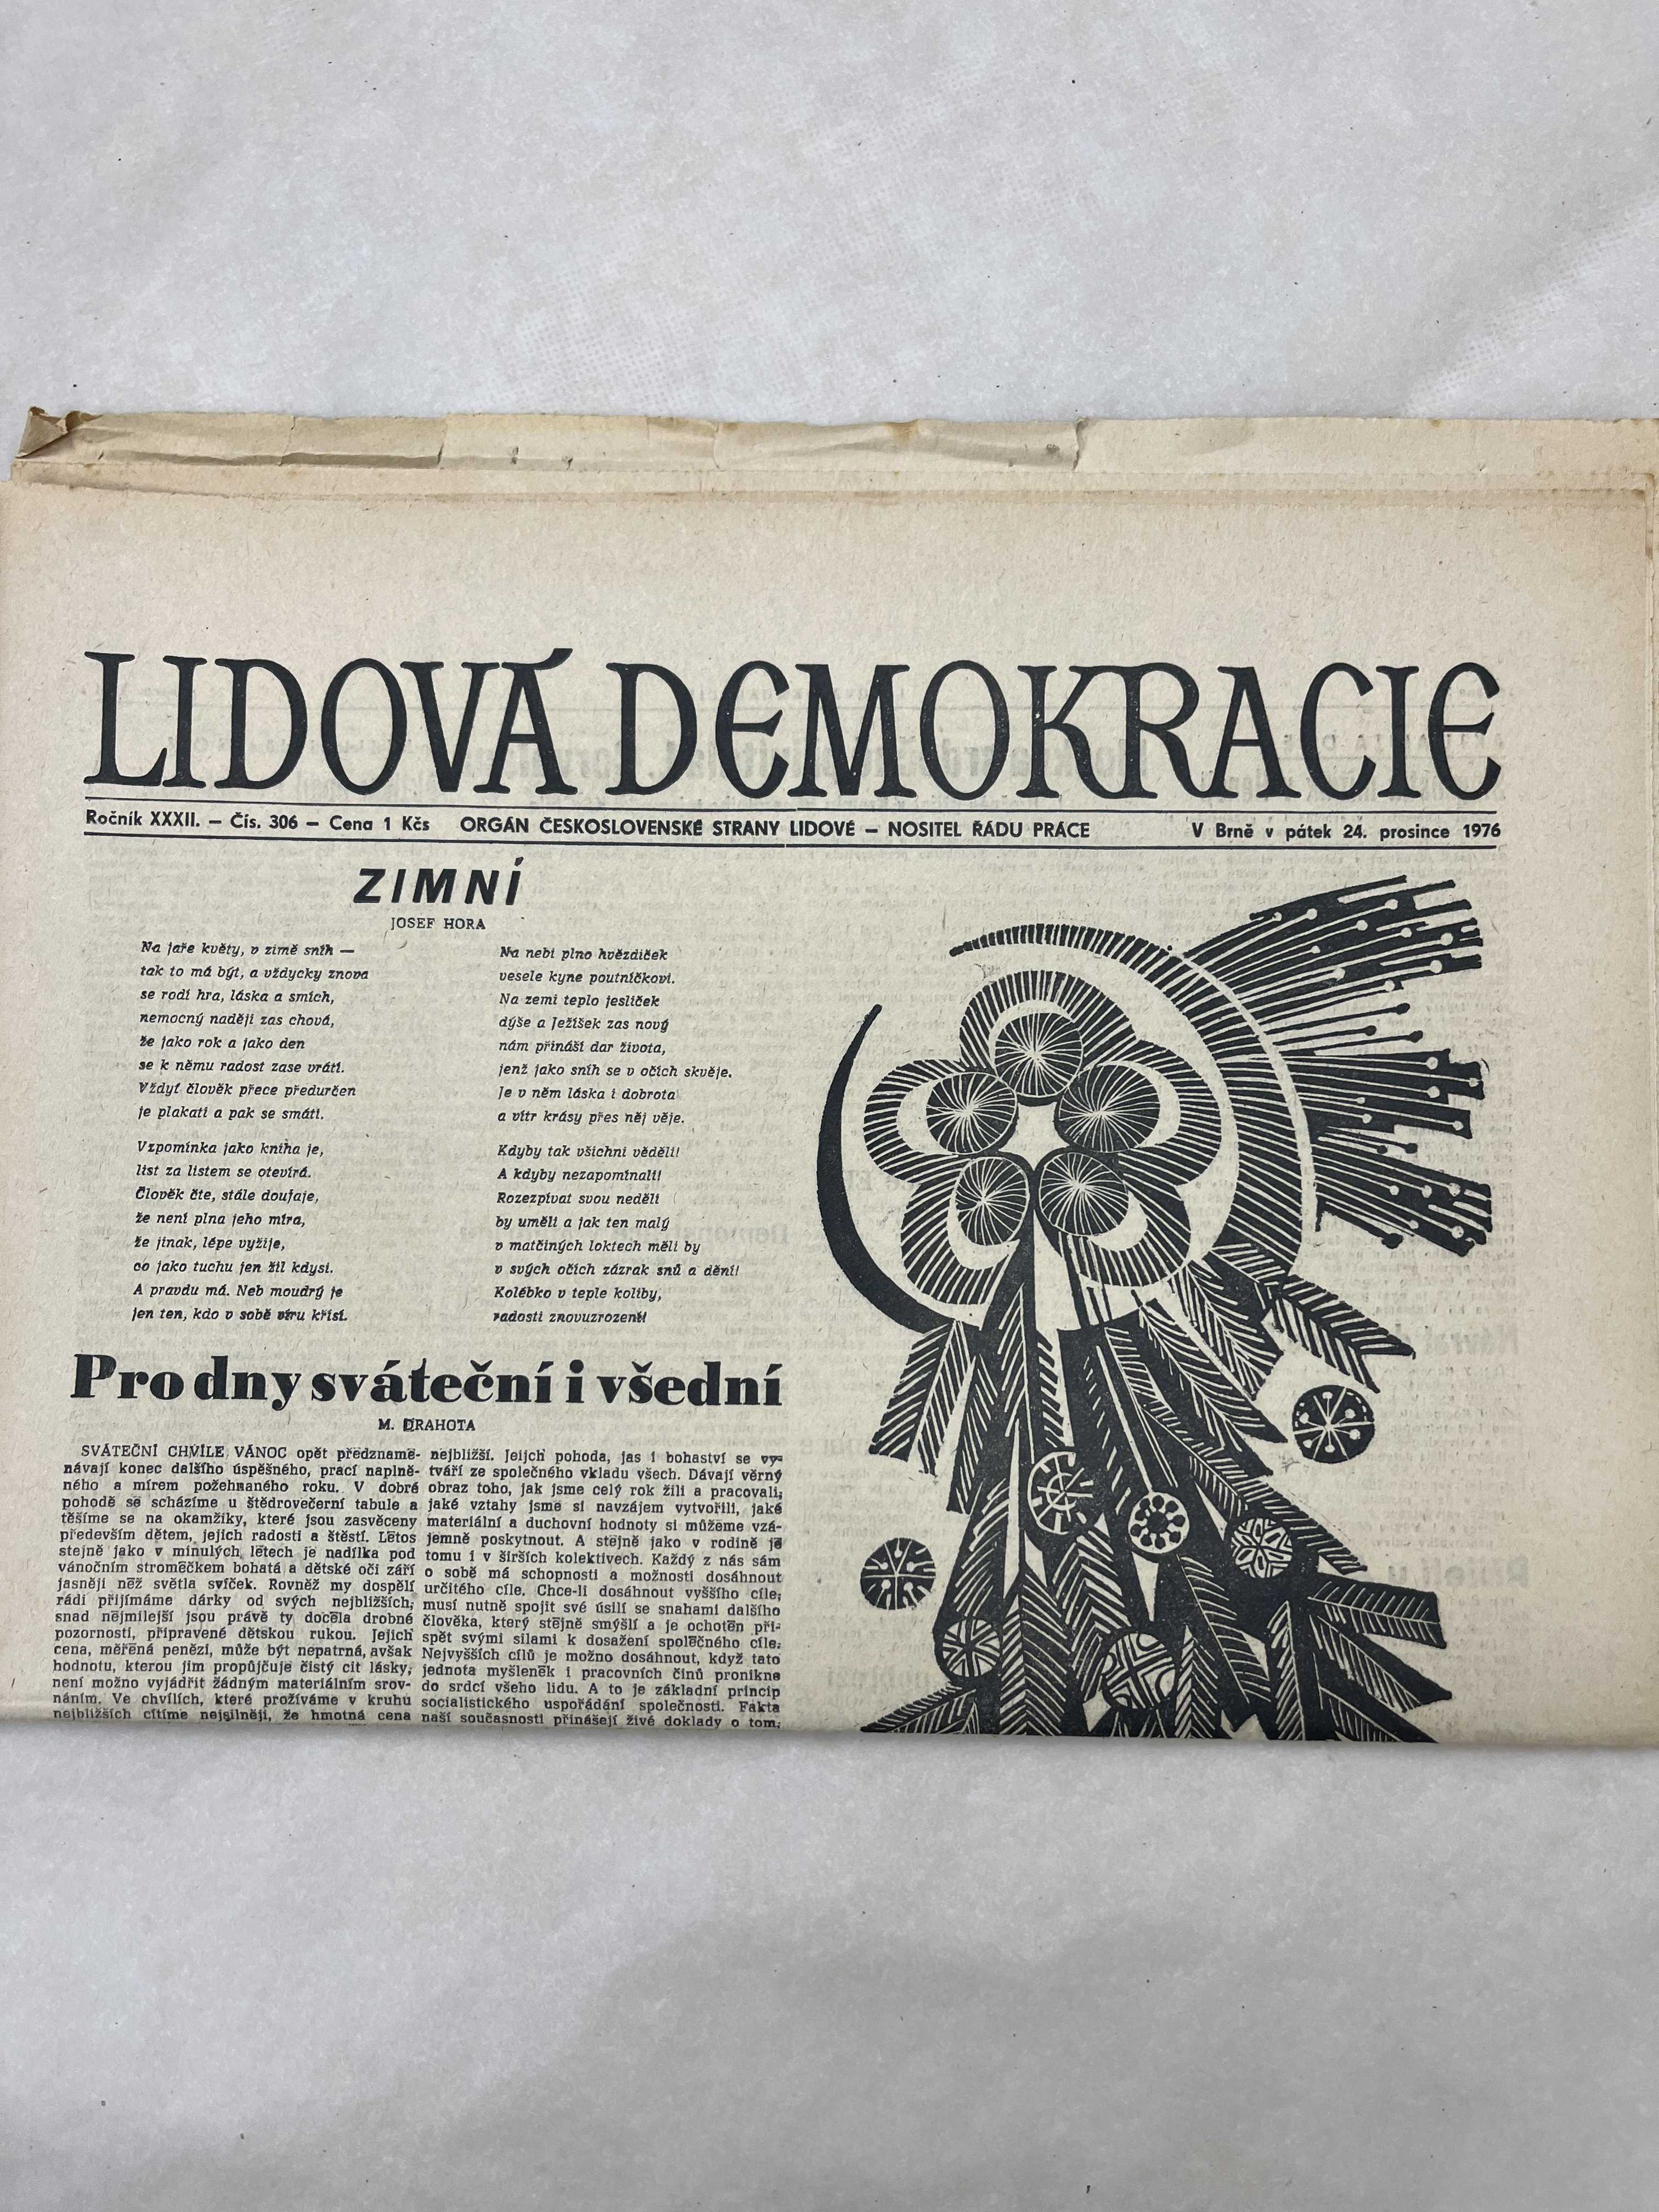 LIDOVÁ DEMOKRACIE
Ročník XXXII. — Čís. 306 — Cena 1 Kčs ORGÁN ČESKOSLOVENSKÉ STRANY LIDOVÉ — NOSITEL ŘÁDU PRÁCE V Brně v pátek 24. prosince 1976
ZIMNÍ
JOSEF HORA
Na jaře květy, v zimě sníh —
tak to má být, a vždycky znova
se rodí hra, láska a smích,
nemocný naději zas chová,
že jako rok a jako den
se k němu radost zase vrátí.
Vždyť člověk přece předurčen
je plakati a pak se smáti.
Vzpomínka jako kniha je,
list za listem se otevírá.
Člověk čte, stále doufaje,
že není plna jeho míra,
že jinak, lépe vyžije,
co jako tuchu jen žil kdysi.
A pravdu má. Neb moudrý je
jen ten, kdo v sobě víru křísí.
Na nebi plno hvězdiček
vesele kyne poutníčkovi.
Na zemi teplo jesliček
dýše a Ježíšek zas nový
nám přináší dar života,
jenž jako sníh se v očích skvěje.
Je v něm láska i dobrota
a vítr krásy přes něj věje.
Kdyby tak všichni věděli!
A kdyby nezapomínali!
Rozezpívat svou neděli
by uměli a jak ten malý
v matčiných loktech měli by
v svých očích zázrak snů a dění!
Kolébko v teple koliby,
radosti znovuzrození!
Pro dny sváteční i všední
M. DRAHOTA
SVÁTEČNÍ CHVÍLE VÁNOC opět předzname-
návají konec dalšího úspěšného, prací naplně-
ného a mírem požehnaného roku. V dobré
pohodě se scházíme u štědrovečerní tabule a
těšíme se na okamžiky, které jsou zasvěceny
především dětem, jejich radosti a štěstí. Letos
stejně jako v minulých letech je nadílka pod
vánočním stromečkem bohatá a dětské oči září
jasněji než světla svíček. Rovněž my dospělí
rádi přijímáme dárky od svých nejbližších;
snad nejmilejší jsou právě ty docela drobné
pozornosti, připravené dětskou rukou. Jejich
cena, měřená penězi, může být nepatrná, avšak
hodnotu, kterou jim propůjčuje čistý cit lásky,
není možno vyjádřit žádným materiálním srov-
náním. Ve chvílích, které prožíváme v kruhu
nejbližších cítíme nejsilněji, že hmotná cena
nejbližší. Jejich pohoda, jas i bohaství se vy-
tváří ze společného vkladu všech. Dávají věrný
obraz toho, jak jsme celý rok žili a pracovali,
jaké vztahy jsme si navzájem vytvořili, jaké
materiální a duchovní hodnoty si můžeme vzá-
jemně poskytnout. A stejně jako v rodině je
tomu i v širších kolektivech. Každý z nás sám
o sobě má schopnosti a možnosti dosáhnout
určitého cíle. Chce-li dosáhnout vyššího cíle,
musí nutně spojit své úsilí se snahami dalšího
člověka, který stejně smýšlí a je ochoten při-
spět svými silami k dosažení společného cíle.
Nejvyšších cílů je možno dosáhnout, když tato
jednota myšlenek i pracovních činů pronikne
do srdcí všeho lidu. A to je základní princip
socialistického uspořádání společnosti. Fakta
naší současnosti přinášejí živé doklady o tom,